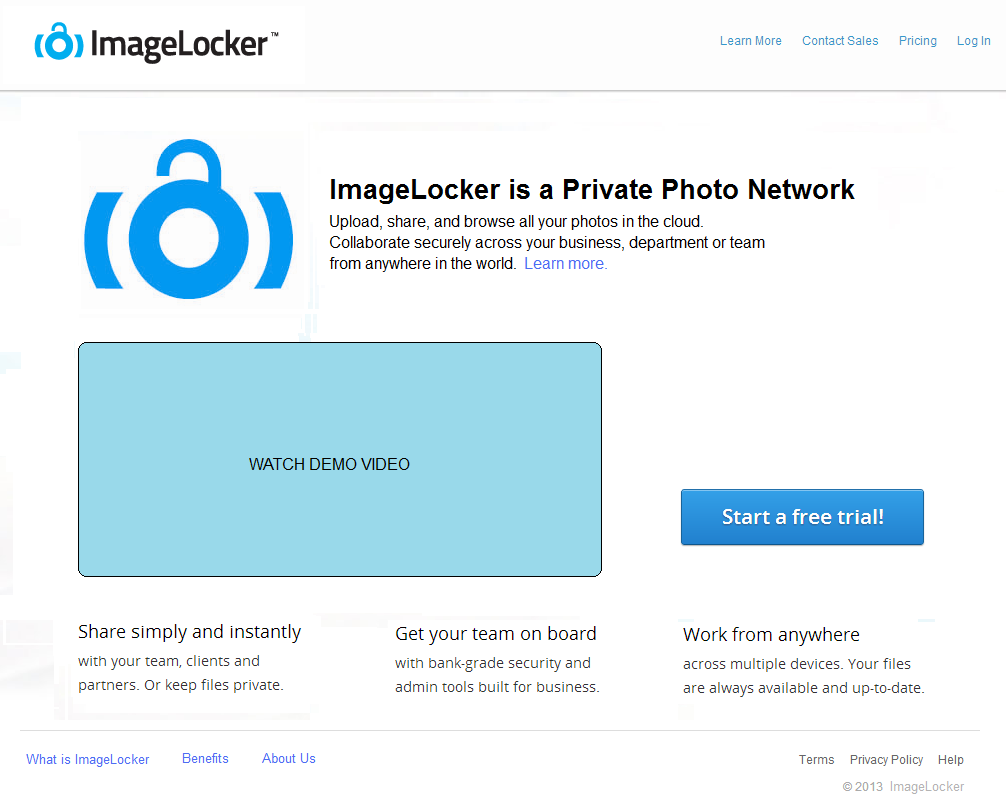 ImageLocker™
Learn More Contact Sales Pricing Log In
ImageLocker is a Private Photo Network
Upload, share, and browse all your photos in the cloud.
Collaborate securely across your business, department or team
from anywhere in the world. Learn more.
WATCH DEMO VIDEO
Start a free trial!
Share simply and instantly
with your team, clients and
partners. Or keep files private.
Get your team on board
with bank-grade security and
admin tools built for business.
Work from anywhere
across multiple devices. Your files
are always available and up-to-date.
What is ImageLocker Benefits About Us
Terms Privacy Policy Help
© 2013 ImageLocker